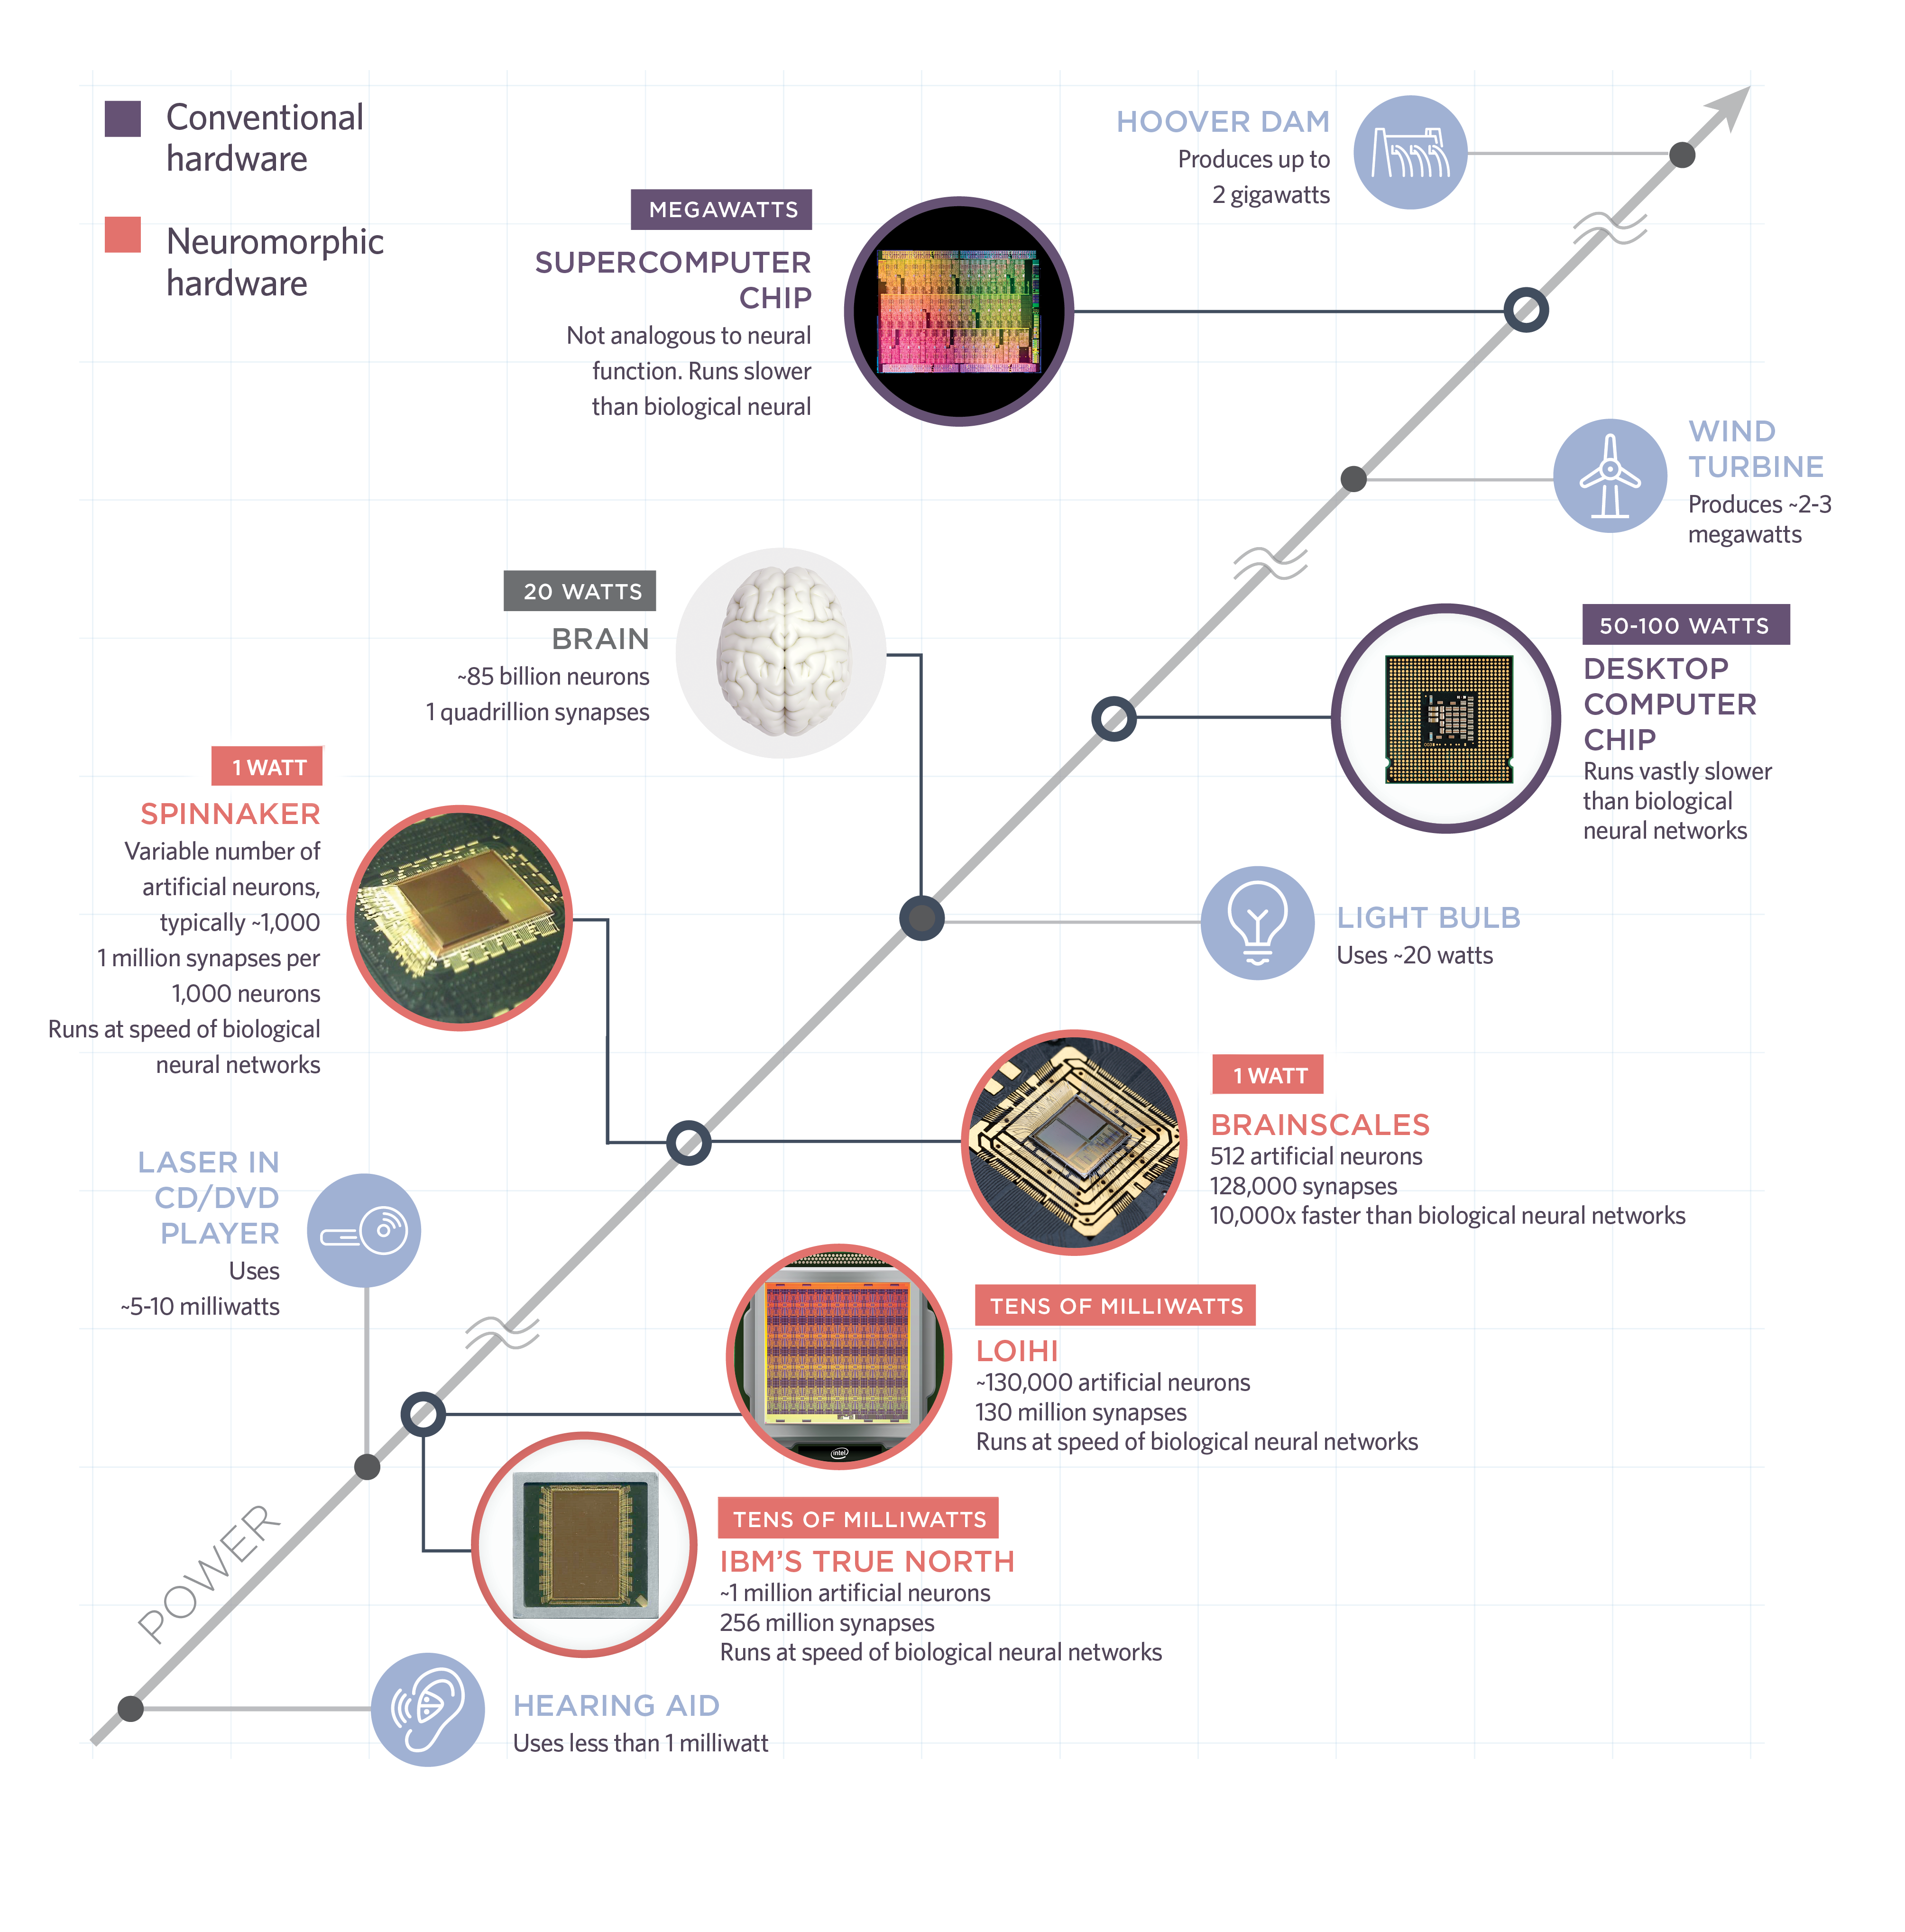 Conventional
hardware
Neuromorphic
hardware
HOOVER DAM
Produces up to
2 gigawatts
MEGAWATTS
SUPERCOMPUTER
CHIP
Not analogous to neural
function. Runs slower
than biological neural
WIND
TURBINE
Produces ~2-3
megawatts
20 WATTS
BRAIN
~85 billion neurons
1 quadrillion synapses
50-100 WATTS
DESKTOP
COMPUTER
CHIP
Runs vastly slower
than biological
neural networks
1 WATT
SPINNAKER
Variable number of
artificial neurons,
typically ~1,000
1 million synapses per
1,000 neurons
Runs at speed of biological
neural networks
LIGHT BULB
Uses ~20 watts
1 WATT
BRAINSCALES
512 artificial neurons
128,000 synapses
10,000x faster than biological neural networks
LASER IN
CD/DVD
PLAYER
Uses
~5-10 milliwatts
TENS OF MILLIWATTS
LOIHI
~130,000 artificial neurons
130 million synapses
Runs at speed of biological neural networks
intel
TENS OF MILLIWATTS
IBM'S TRUE NORTH
~1 million artificial neurons
256 million synapses
Runs at speed of biological neural networks
POWER
HEARING AID
Uses less than 1 milliwatt